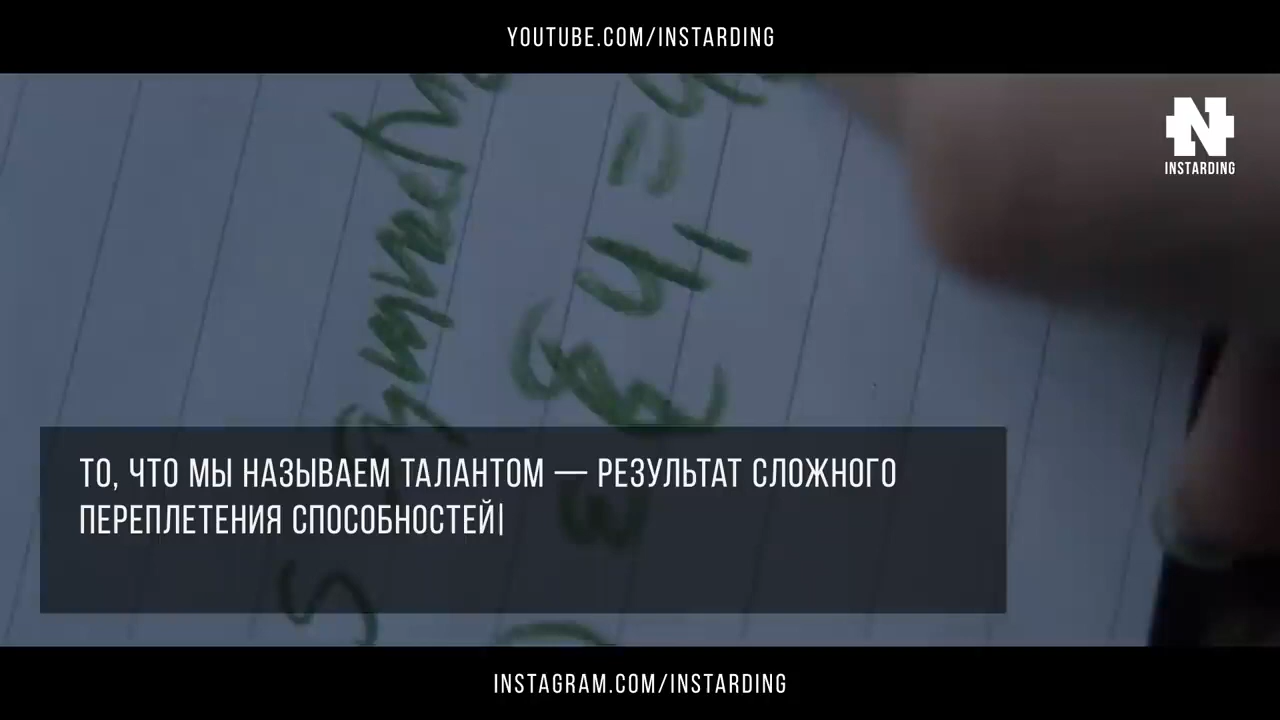 YOUTUBE.COM/INSTARDING
N
INSTARDING
ТО, ЧТО МЫ НАЗЫВАЕМ ТАЛАНТОМ — РЕЗУЛЬТАТ СЛОЖНОГО
ПЕРЕПЛЕТЕНИЯ СПОСОБНОСТЕЙ
INSTAGRAM.COM/INSTARDING